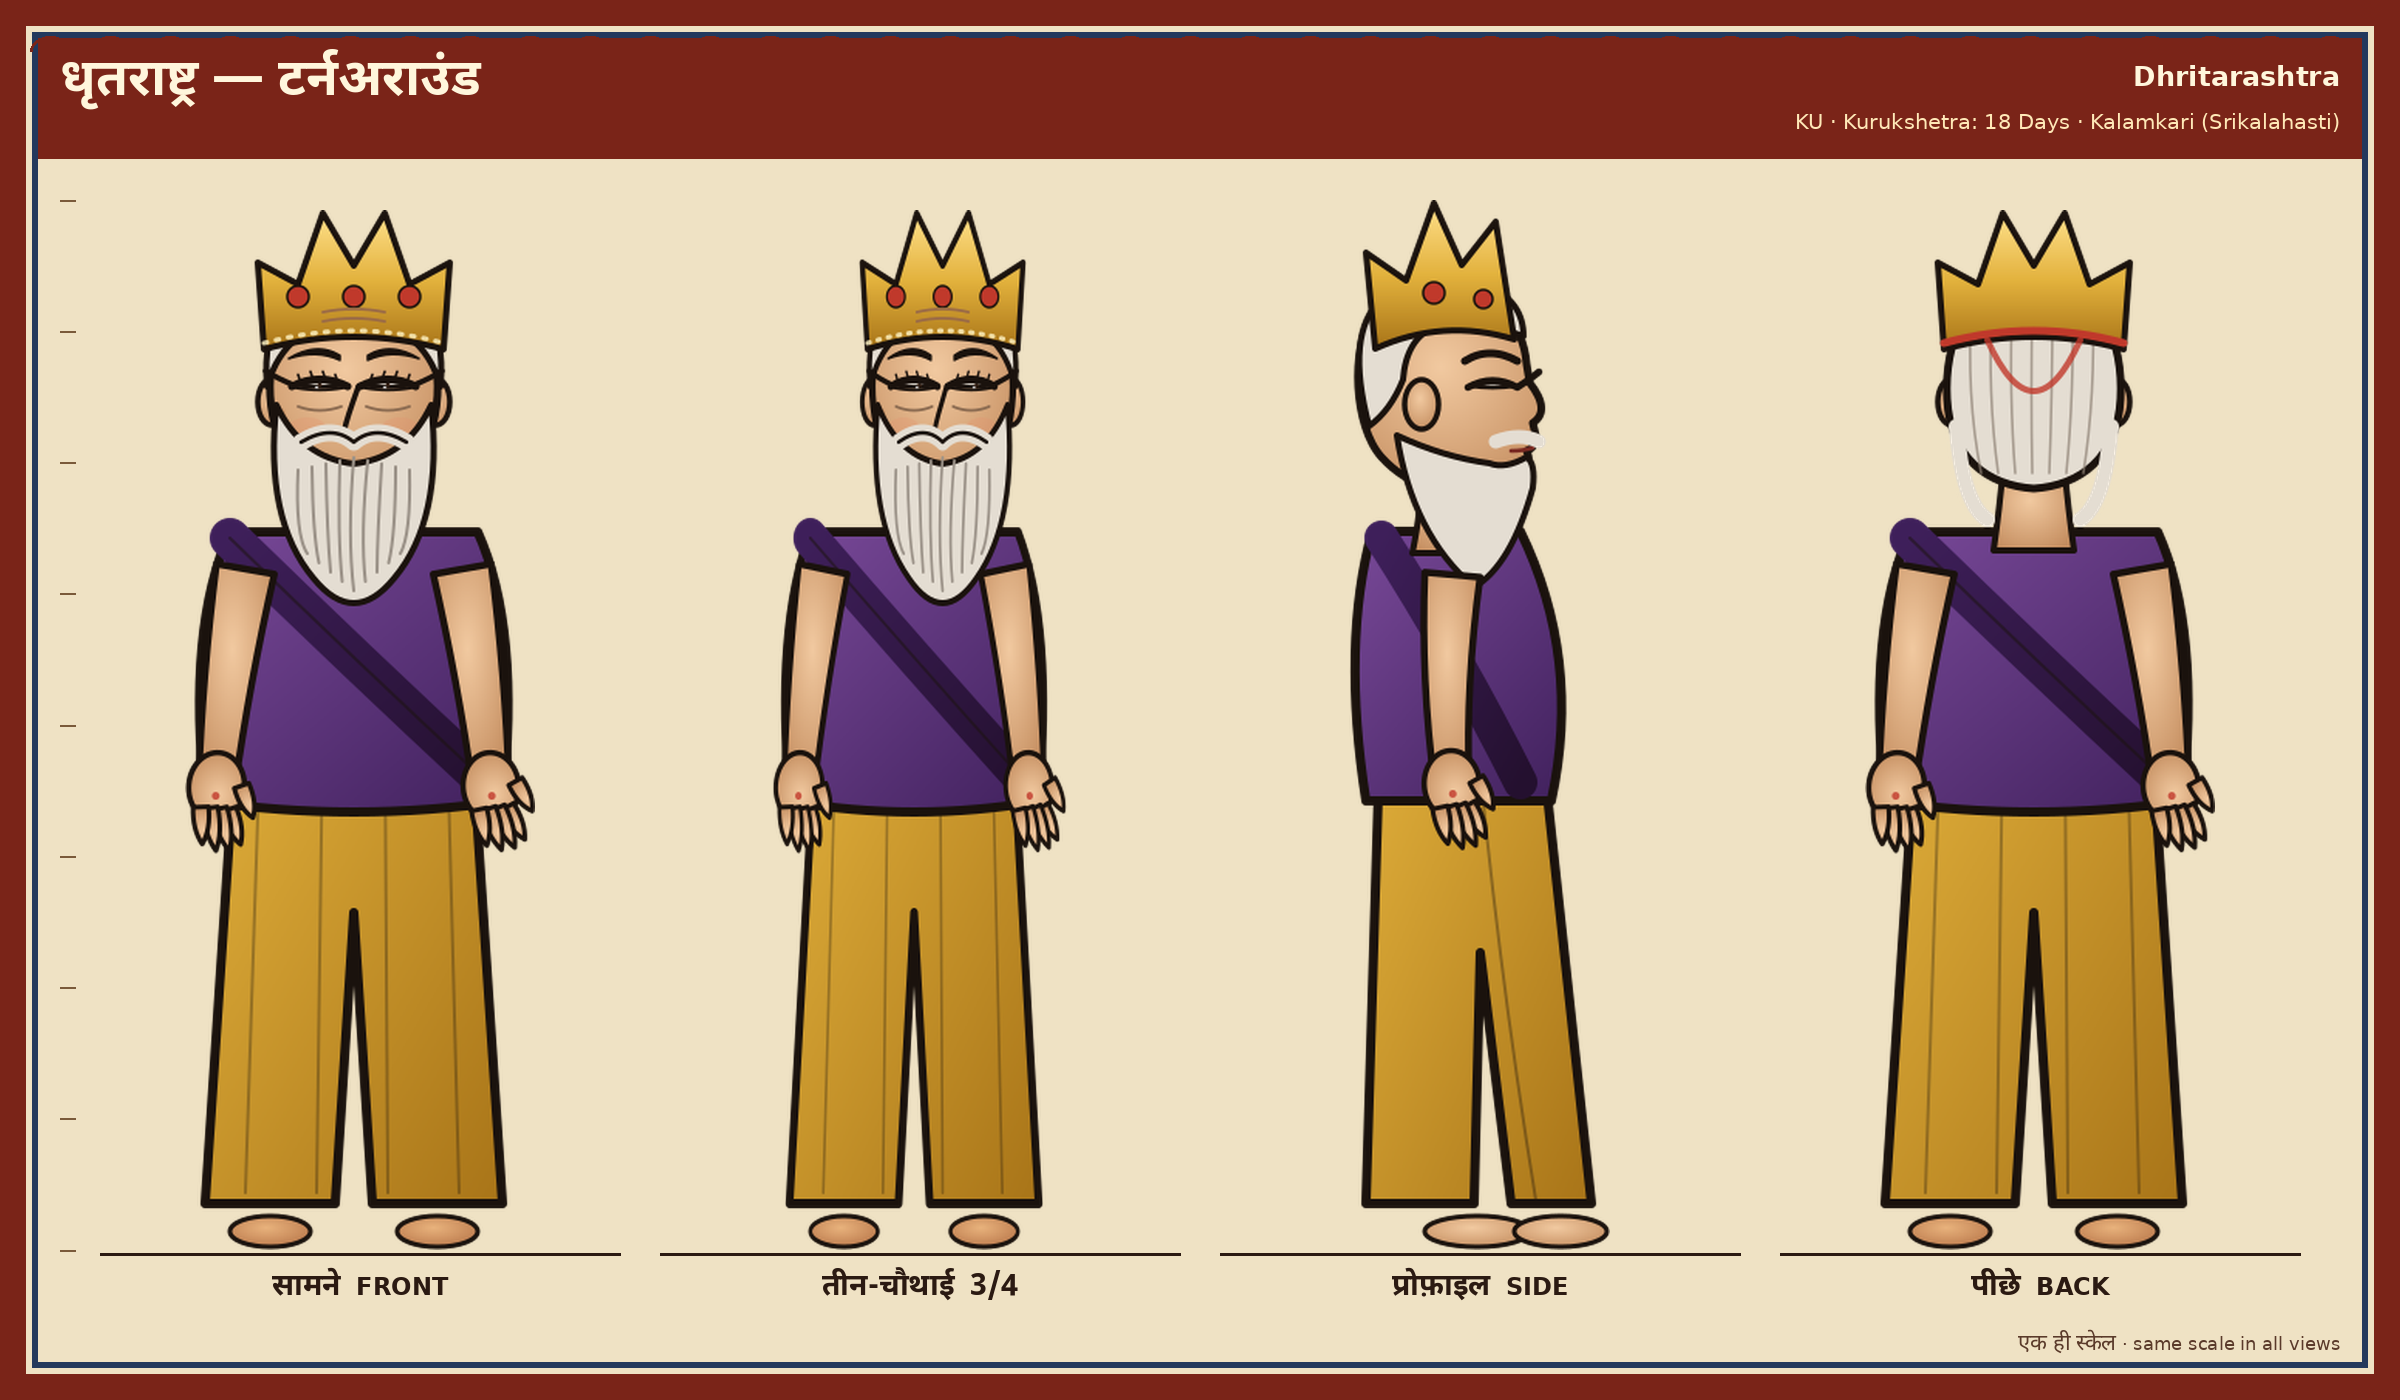 धृतराष्ट्र — टर्नअराउंड
Dhritarashtra
KU · Kurukshetra: 18 Days · Kalamkari (Srikalahasti)
सामने FRONT
तीन-चौथाई 3/4
प्रोफ़ाइल SIDE
पीछे BACK
एक ही स्केल · same scale in all views